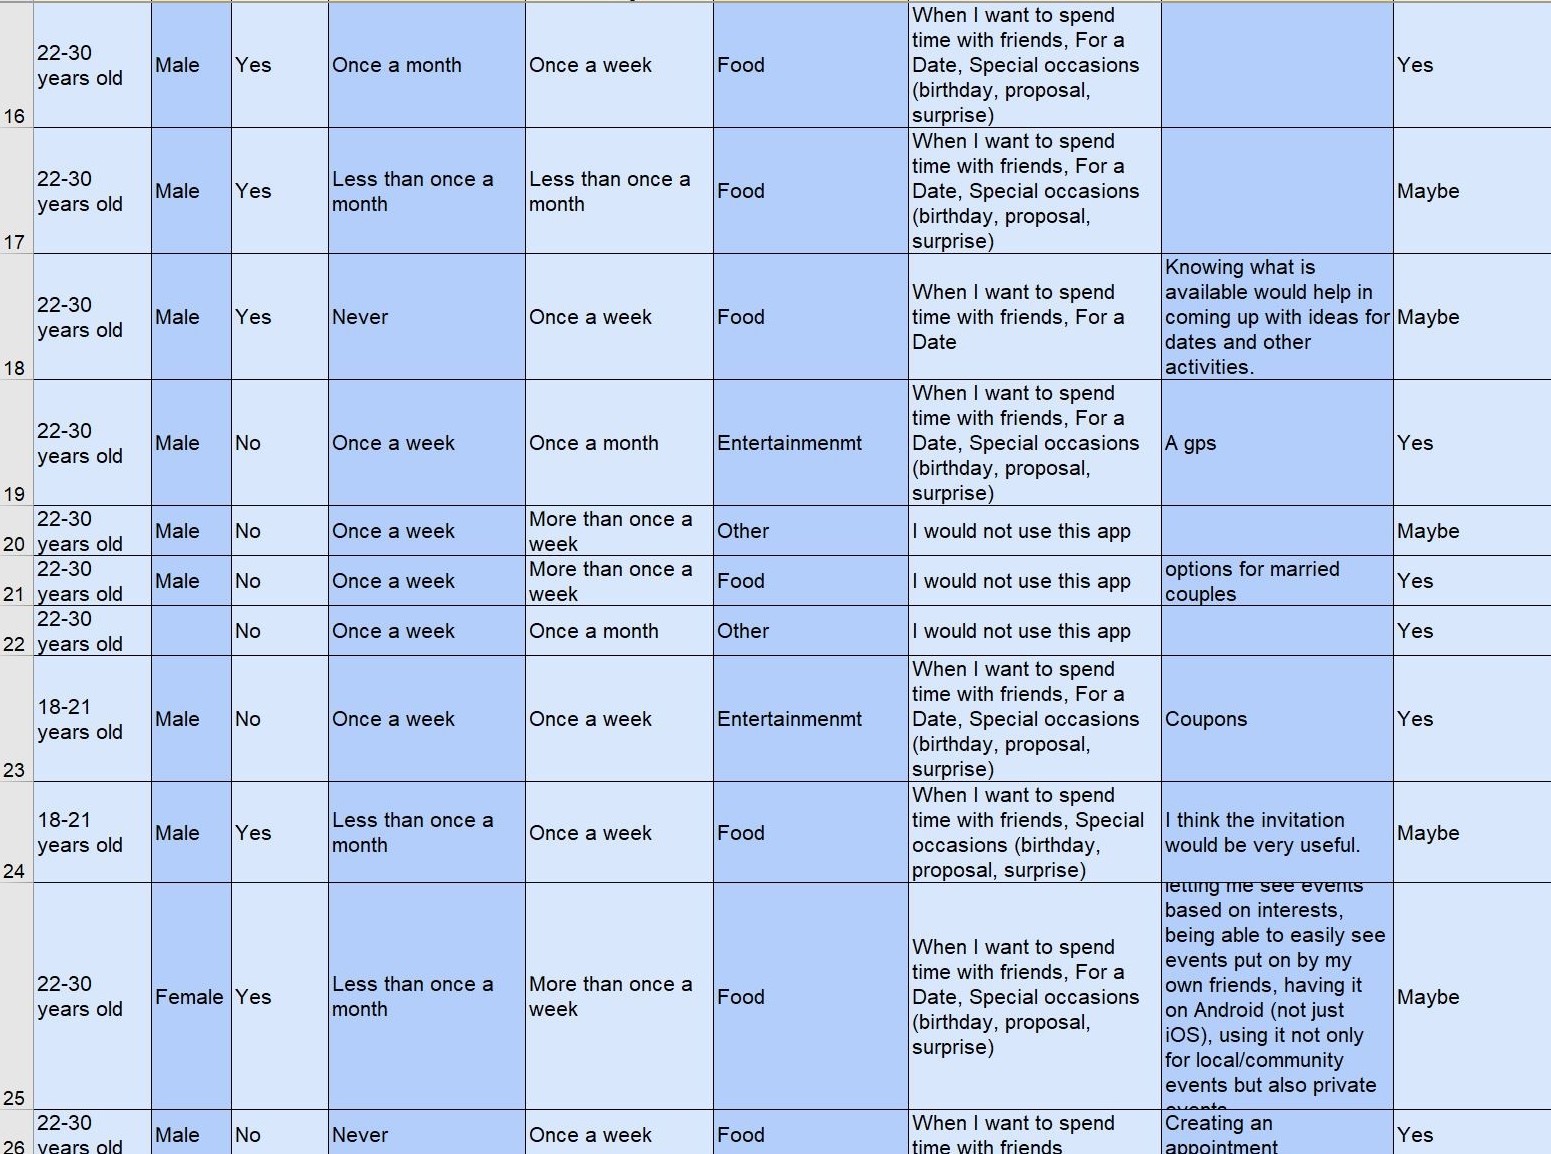 16
22-30
years old
Male
Yes
Once a month
Once a week
Food
When I want to spend
time with friends, For a
Date, Special occasions
(birthday, proposal,
surprise)
Yes
17
22-30
years old
Male
Yes
Less than once a
month
Less than once a
month
Food
When I want to spend
time with friends, For a
Date, Special occasions
(birthday, proposal,
surprise)
Maybe
18
22-30
years old
Male
Yes
Never
Once a week
Food
When I want to spend
time with friends, For a
Date
Knowing what is
available would help in
coming up with ideas for
dates and other
activities.
Maybe
19
22-30
years old
Male
No
Once a week
Once a month
Entertainmenmt
When I want to spend
time with friends, For a
Date, Special occasions
(birthday, proposal,
surprise)
A gps
Yes
20
22-30
years old
Male
No
Once a week
More than once a
week
Other
I would not use this app
Maybe
21
22-30
years old
Male
No
Once a week
More than once a
week
Food
I would not use this app
options for married
couples
Yes
22
22-30
years old
No
Once a week
Once a month
Other
I would not use this app
Yes
23
18-21
years old
Male
No
Once a week
Once a week
Entertainmenmt
When I want to spend
time with friends, For a
Date, Special occasions
(birthday, proposal,
surprise)
Coupons
Yes
24
18-21
years old
Male
Yes
Less than once a
month
Once a week
Food
When I want to spend
time with friends, Special
occasions (birthday,
proposal, surprise)
I think the invitation
would be very useful.
Maybe
25
22-30
years old
Female
Yes
Less than once a
month
More than once a
week
Food
When I want to spend
time with friends, For a
Date, Special occasions
(birthday, proposal,
surprise)
letting me see events
based on interests,
being able to easily see
events put on by my
own friends, having it
on Android (not just
iOS), using it not only
for local/community
events but also private
events
Maybe
26
22-30
years old
Male
No
Never
Once a week
Food
When I want to spend
time with friends
Creating an
appointment
Yes